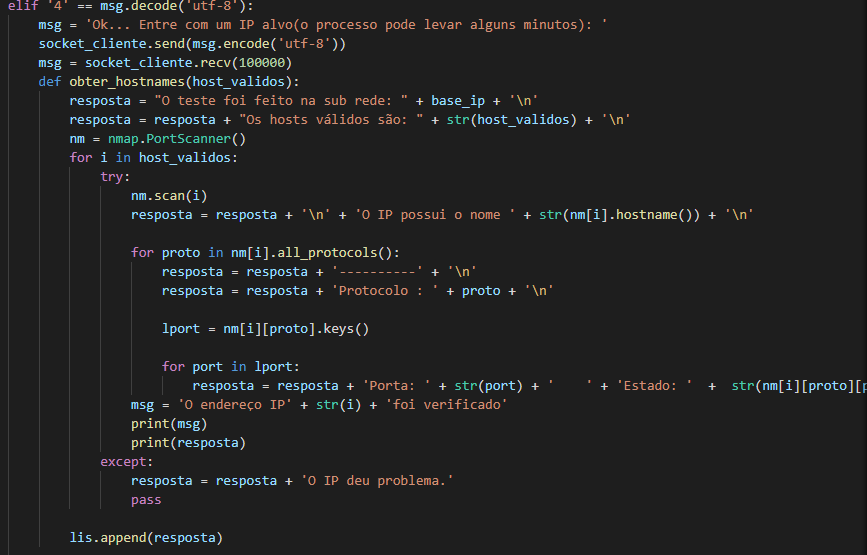 elif '4' == msg.decode('utf-8'):
msg = 'Ok... Entre com um IP alvo(o processo pode levar alguns minutos): '
socket_cliente.send(msg.encode('utf-8'))
msg = socket_cliente.recv(100000)
def obter_hostnames(host_validos):
resposta = "O teste foi feito na sub rede: " + base_ip + '\n'
resposta = resposta + "Os hosts válidos são: " + str(host_validos) + '\n'
nm = nmap.PortScanner()
for i in host_validos:
try:
nm.scan(i)
resposta = resposta + '\n' + 'O IP possui o nome ' + str(nm[i].hostname()) + '\n'
for proto in nm[i].all_protocols():
resposta = resposta + '----------' + '\n'
resposta = resposta + 'Protocolo : ' + proto + '\n'
lport = nm[i][proto].keys()
for port in lport:
resposta = resposta + 'Porta: ' + str(port) + '    ' + 'Estado: '  +  str(nm[i][proto][
msg = 'O endereço IP' + str(i) + 'foi verificado'
print(msg)
print(resposta)
except:
resposta = resposta + 'O IP deu problema.'
pass
lis.append(resposta)